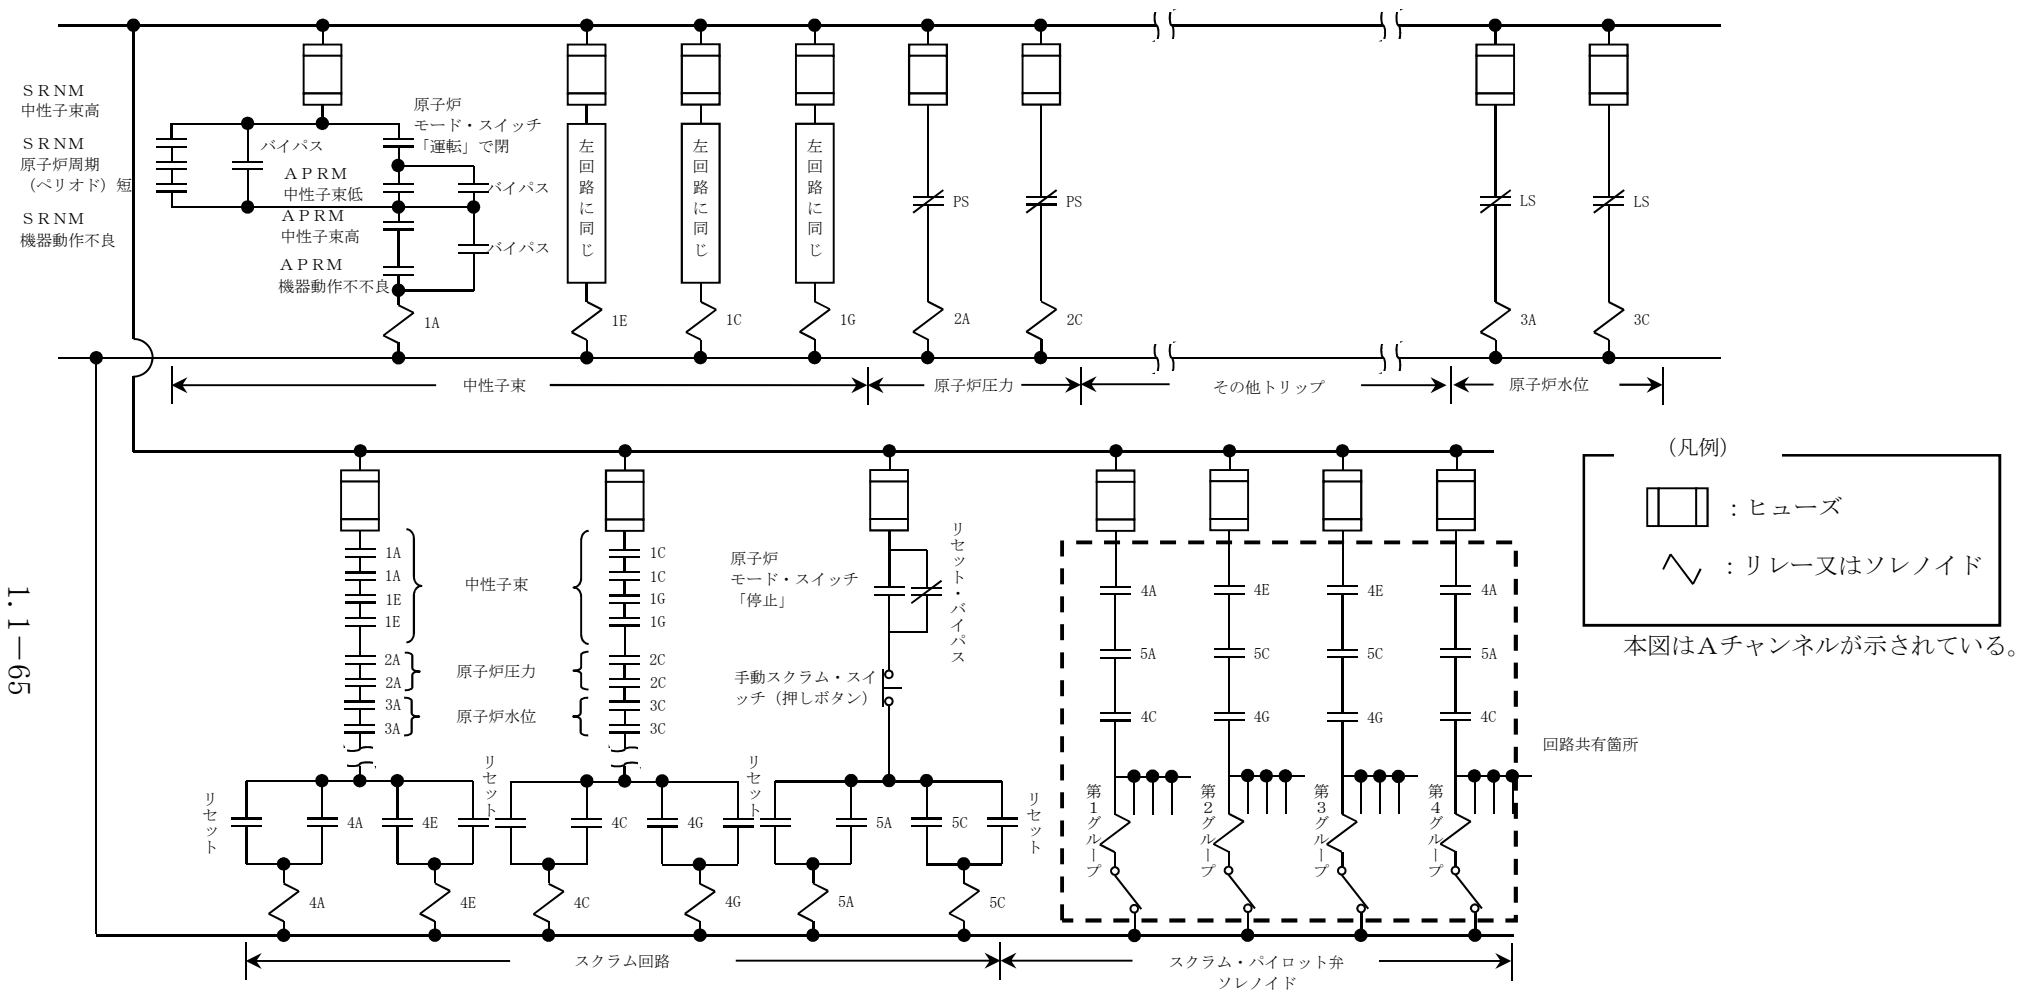 ＳＲＮＭ
中性子束高
ＳＲＮＭ
原子炉周期
（ペリオド）短
ＳＲＮＭ
機器動作不良
バイパス
原子炉
モード・スイッチ
「運転」で閉
ＡＰＲＭ
中性子束低
バイパス
ＡＰＲＭ
中性子束高
バイパス
ＡＰＲＭ
機器動作不不良
左回路に同じ
左回路に同じ
左回路に同じ
PS
PS
LS
LS
1A
1E
1C
1G
2A
2C
3A
3C
中性子束
原子炉圧力
その他トリップ
原子炉水位
1A
1A
1E
1E
2A
2A
3A
3A
中性子束
原子炉圧力
原子炉水位
1C
1C
1G
1G
2C
2C
3C
3C
原子炉
モード・スイッチ
「停止」
リセット・バイパス
手動スクラム・スイ
ッチ（押しボタン）
4A
5A
4C
4E
5C
4G
4E
5C
4G
4A
5A
4C
リセット
4A
4E
リセット
4C
4G
リセット
5A
5C
リセット
4A
4E
4C
4G
5A
5C
第１グループ
第２グループ
第３グループ
第４グループ
回路共有箇所
スクラム回路
スクラム・パイロット弁
ソレノイド
（凡例）
：ヒューズ
：リレー又はソレノイド
本図はＡチャンネルが示されている。
1.1－65